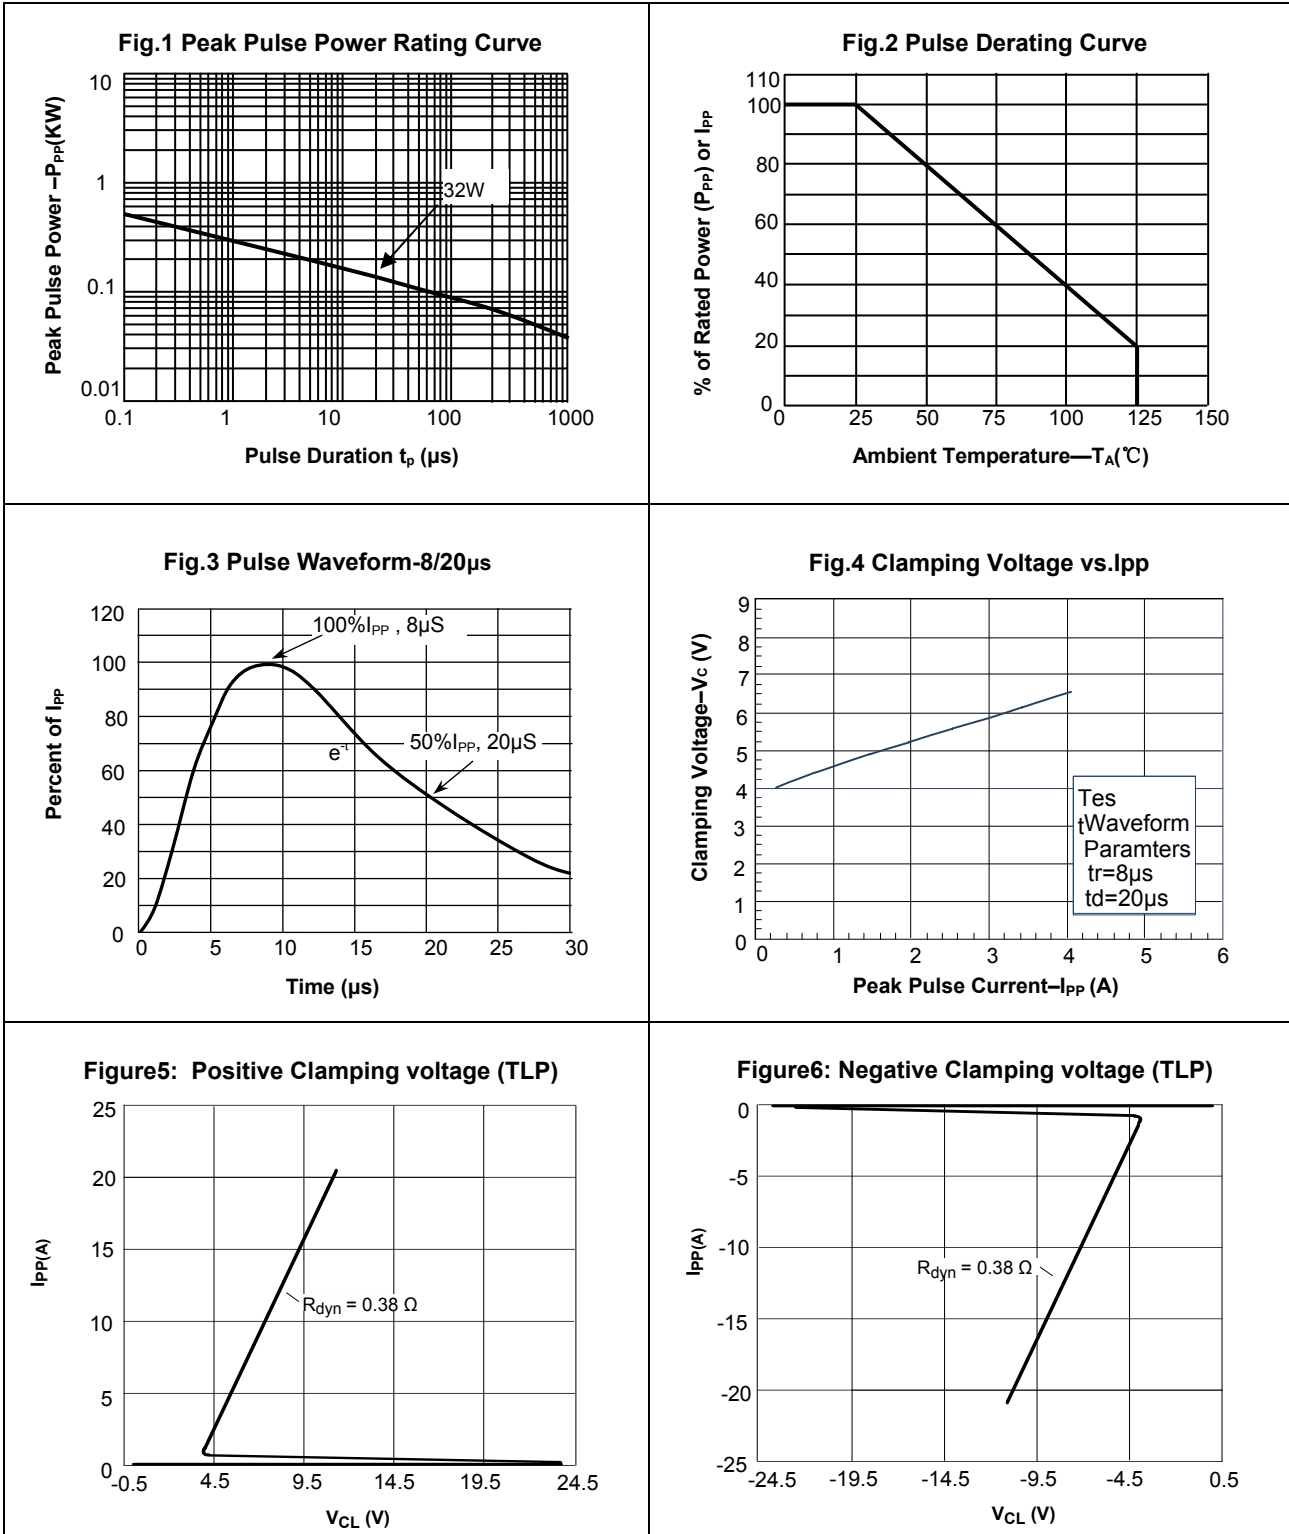 Fig.1 Peak Pulse Power Rating Curve
Peak Pulse Power –PPP(KW)
10
1
0.1
0.01
32W
0.1 1 10 100 1000
Pulse Duration tp (µs)
Fig.2 Pulse Derating Curve
% of Rated Power (PPP) or IPP
110
100
80
60
40
20
0
0 25 50 75 100 125 150
Ambient Temperature—TA(℃)
Fig.3 Pulse Waveform-8/20µs
Percent of IPP
120
100
80
60
40
20
0
100%IPP , 8µS
e-t
50%IPP, 20µS
0 5 10 15 20 25 30
Time (µs)
Fig.4 Clamping Voltage vs.Ipp
Clamping Voltage–VC (V)
9
8
7
6
5
4
3
2
1
0
Tes
tWaveform
Paramters
tr=8µs
td=20µs
0 1 2 3 4 5 6
Peak Pulse Current–IPP (A)
Figure5: Positive Clamping voltage (TLP)
IPP(A)
25
20
15
10
5
0
Rdyn = 0.38 Ω
-0.5 4.5 9.5 14.5 19.5 24.5
VCL (V)
Figure6: Negative Clamping voltage (TLP)
IPP(A)
0
-5
-10
-15
-20
-25
Rdyn = 0.38 Ω
-24.5 -19.5 -14.5 -9.5 -4.5 0.5
VCL (V)